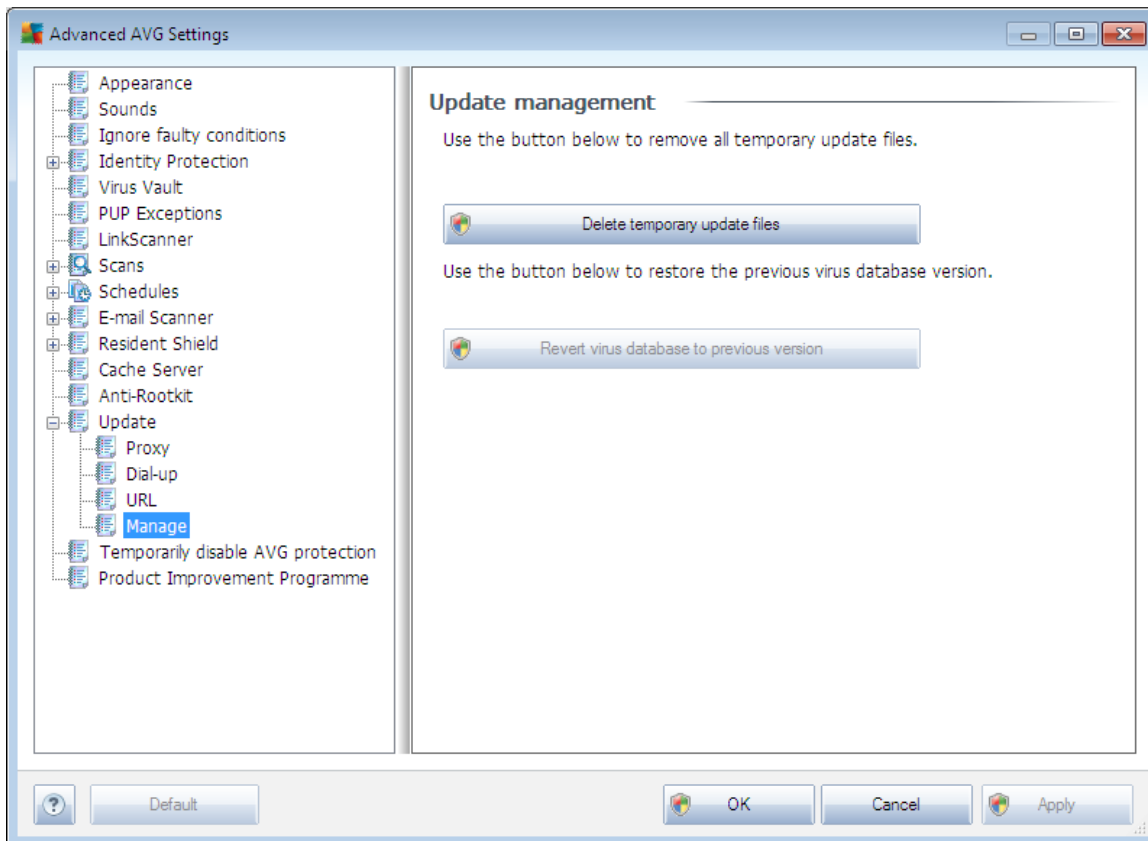 Advanced AVG Settings
Appearance
Sounds
Ignore faulty conditions
Identity Protection
Virus Vault
PUP Exceptions
LinkScanner
Scans
Schedules
E-mail Scanner
Resident Shield
Cache Server
Anti-Rootkit
Update
Proxy
Dial-up
URL
Manage
Temporarily disable AVG protection
Product Improvement Programme
Update management
Use the button below to remove all temporary update files.
Delete temporary update files
Use the button below to restore the previous virus database version.
Revert virus database to previous version
?
Default
OK
Cancel
Apply